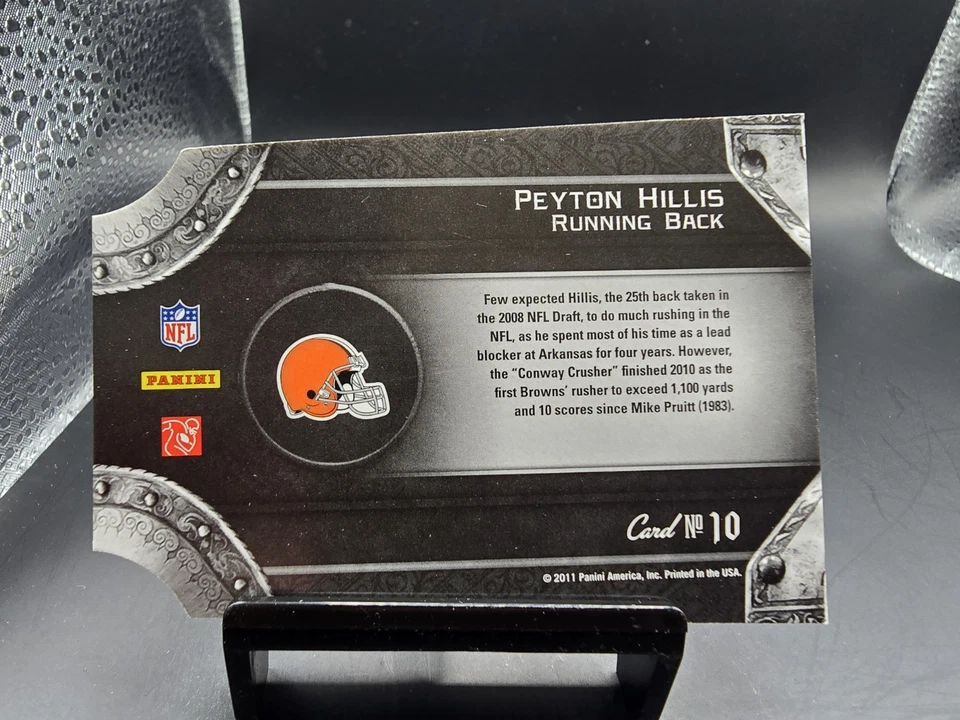 PEYTON HILLIS
RUNNING BACK
Few expected Hillis, the 25th back taken in
the 2008 NFL Draft, to do much rushing in the
NFL, as he spent most of his time as a lead
blocker at Arkansas for four years. However,
the “Conway Crusher” finished 2010 as the
first Browns’ rusher to exceed 1,100 yards
and 10 scores since Mike Pruitt (1983).
NFL
PANINI
Card Nº 10
© 2011 Panini America, Inc. Printed in the USA.